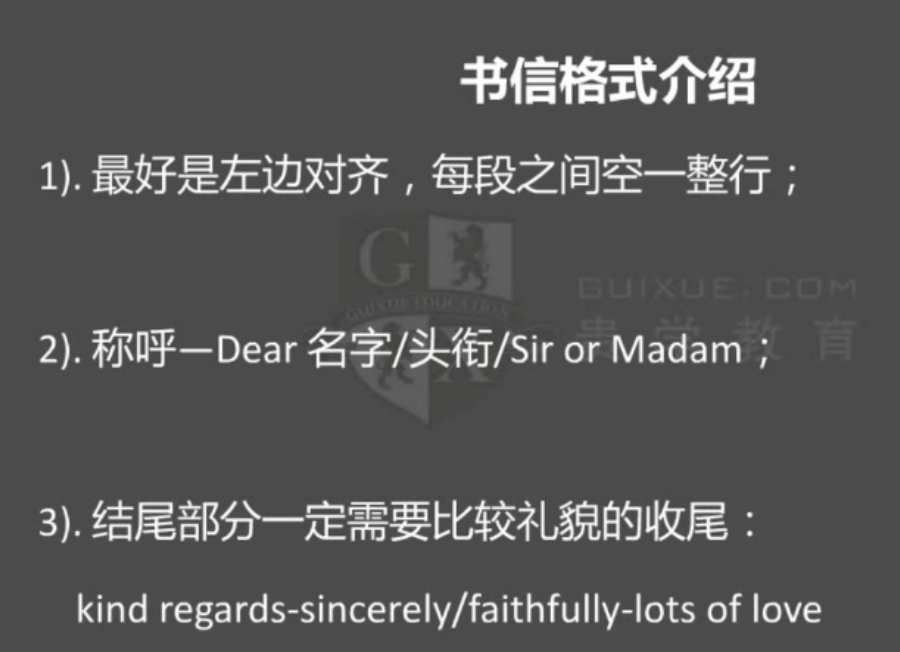 书信格式介绍
1). 最好是左边对齐，每段之间空一整行；
GUIXUE EDUCATION
GUIXUE.COM
贵学教育
2). 称呼—Dear 名字/头衔/Sir or Madam；
3). 结尾部分一定需要比较礼貌的收尾：
kind regards-sincerely/faithfully-lots of love